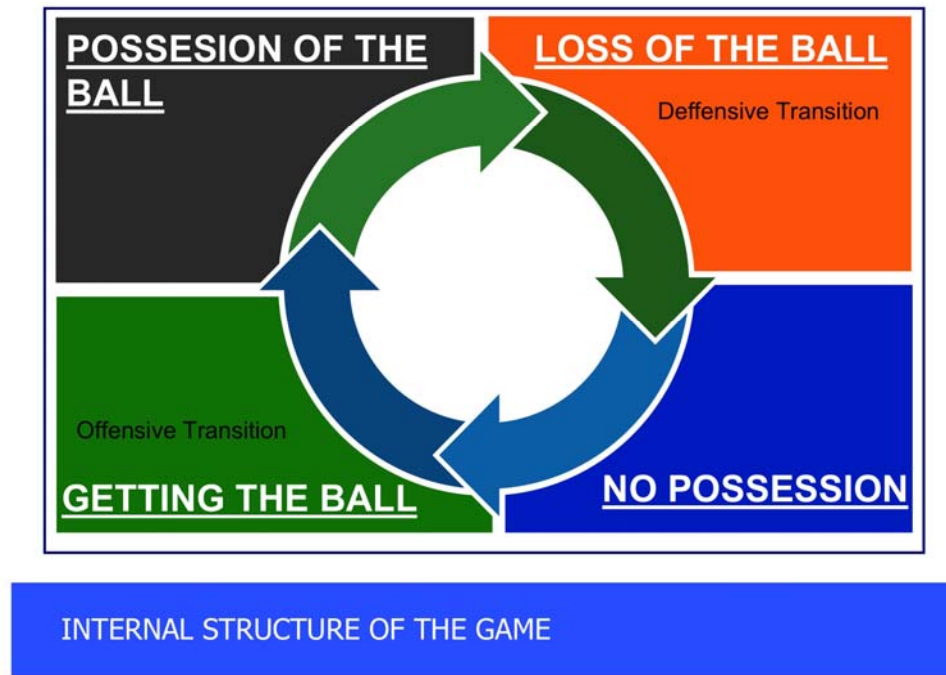 POSSESION OF THE
BALL
LOSS OF THE BALL
Deffensive Transition
Offensive Transition
GETTING THE BALL
NO POSSESSION
INTERNAL STRUCTURE OF THE GAME